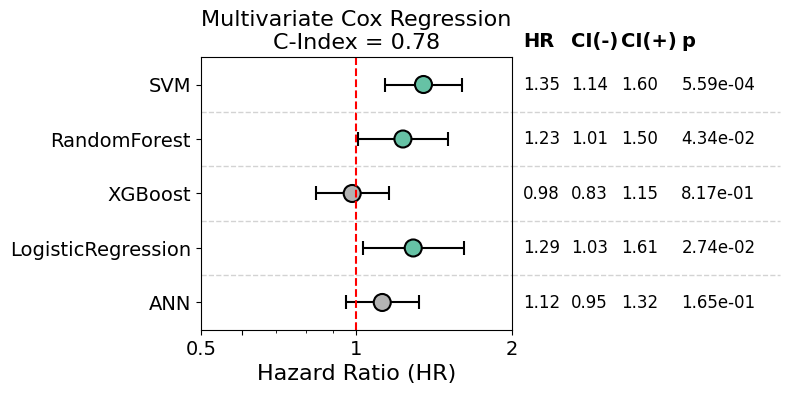 Multivariate Cox Regression
C-Index = 0.78
HR CI(-) CI(+) p
SVM 1.35 1.14 1.60 5.59e-04
RandomForest 1.23 1.01 1.50 4.34e-02
XGBoost 0.98 0.83 1.15 8.17e-01
LogisticRegression 1.29 1.03 1.61 2.74e-02
ANN 1.12 0.95 1.32 1.65e-01
0.5 1 2
Hazard Ratio (HR)